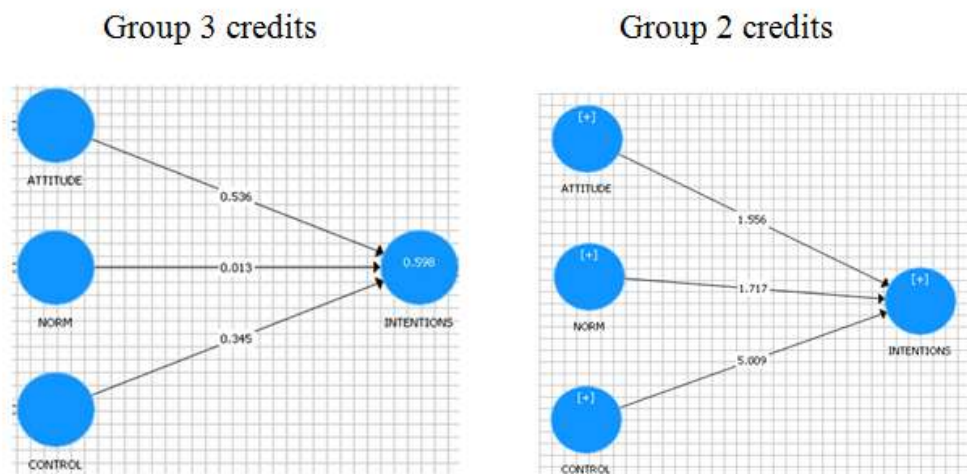 Group 3 credits
Group 2 credits
ATTITUDE
0.536
NORM
0.013
0.598
INTENTIONS
0.345
CONTROL
[+]
ATTITUDE
1.556
[+]
NORM
1.717
[+]
INTENTIONS
5.009
[+]
CONTROL